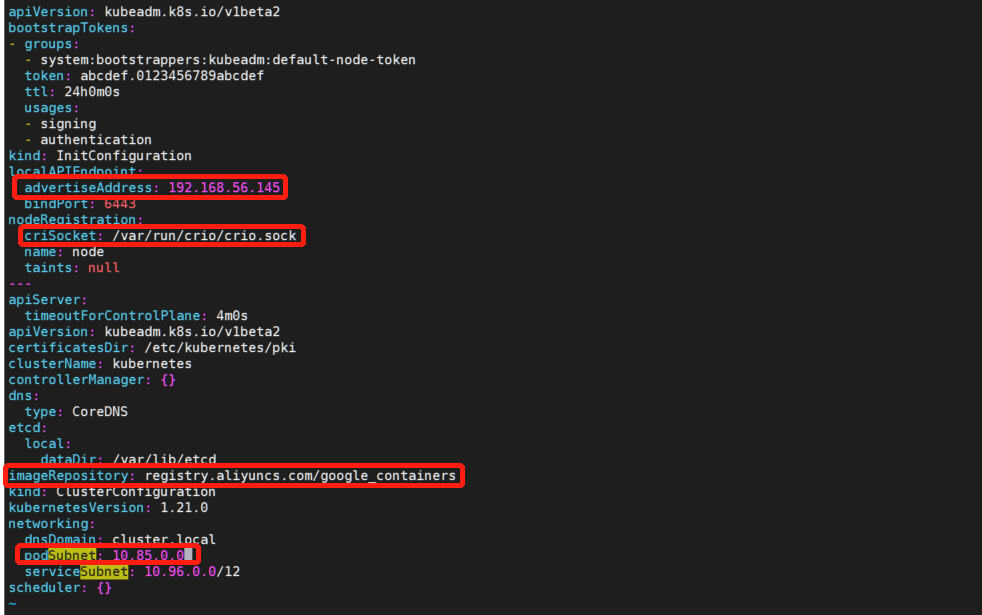 apiVersion: kubeadm.k8s.io/v1beta2
bootstrapTokens:
- groups:
  - system:bootstrappers:kubeadm:default-node-token
  token: abcdef.0123456789abcdef
  ttl: 24h0m0s
  usages:
  - signing
  - authentication
kind: InitConfiguration
localAPIEndpoint:
  advertiseAddress: 192.168.56.145
  bindPort: 6443
nodeRegistration:
  criSocket: /var/run/crio/crio.sock
  name: node
  taints: null
---
apiServer:
  timeoutForControlPlane: 4m0s
apiVersion: kubeadm.k8s.io/v1beta2
certificatesDir: /etc/kubernetes/pki
clusterName: kubernetes
controllerManager: {}
dns:
  type: CoreDNS
etcd:
  local:
    dataDir: /var/lib/etcd
imageRepository: registry.aliyuncs.com/google_containers
kind: ClusterConfiguration
kubernetesVersion: 1.21.0
networking:
  dnsDomain: cluster.local
  podSubnet: 10.85.0.0
  serviceSubnet: 10.96.0.0/12
scheduler: {}
~